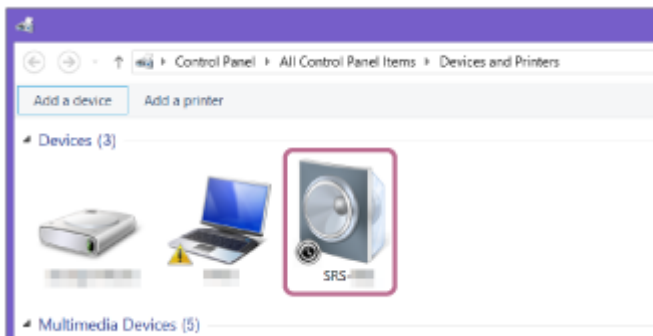 Control Panel All Control Panel Items Devices and Printers
Add a device Add a printer
Devices (3)
SRS-
Multimedia Devices (5)